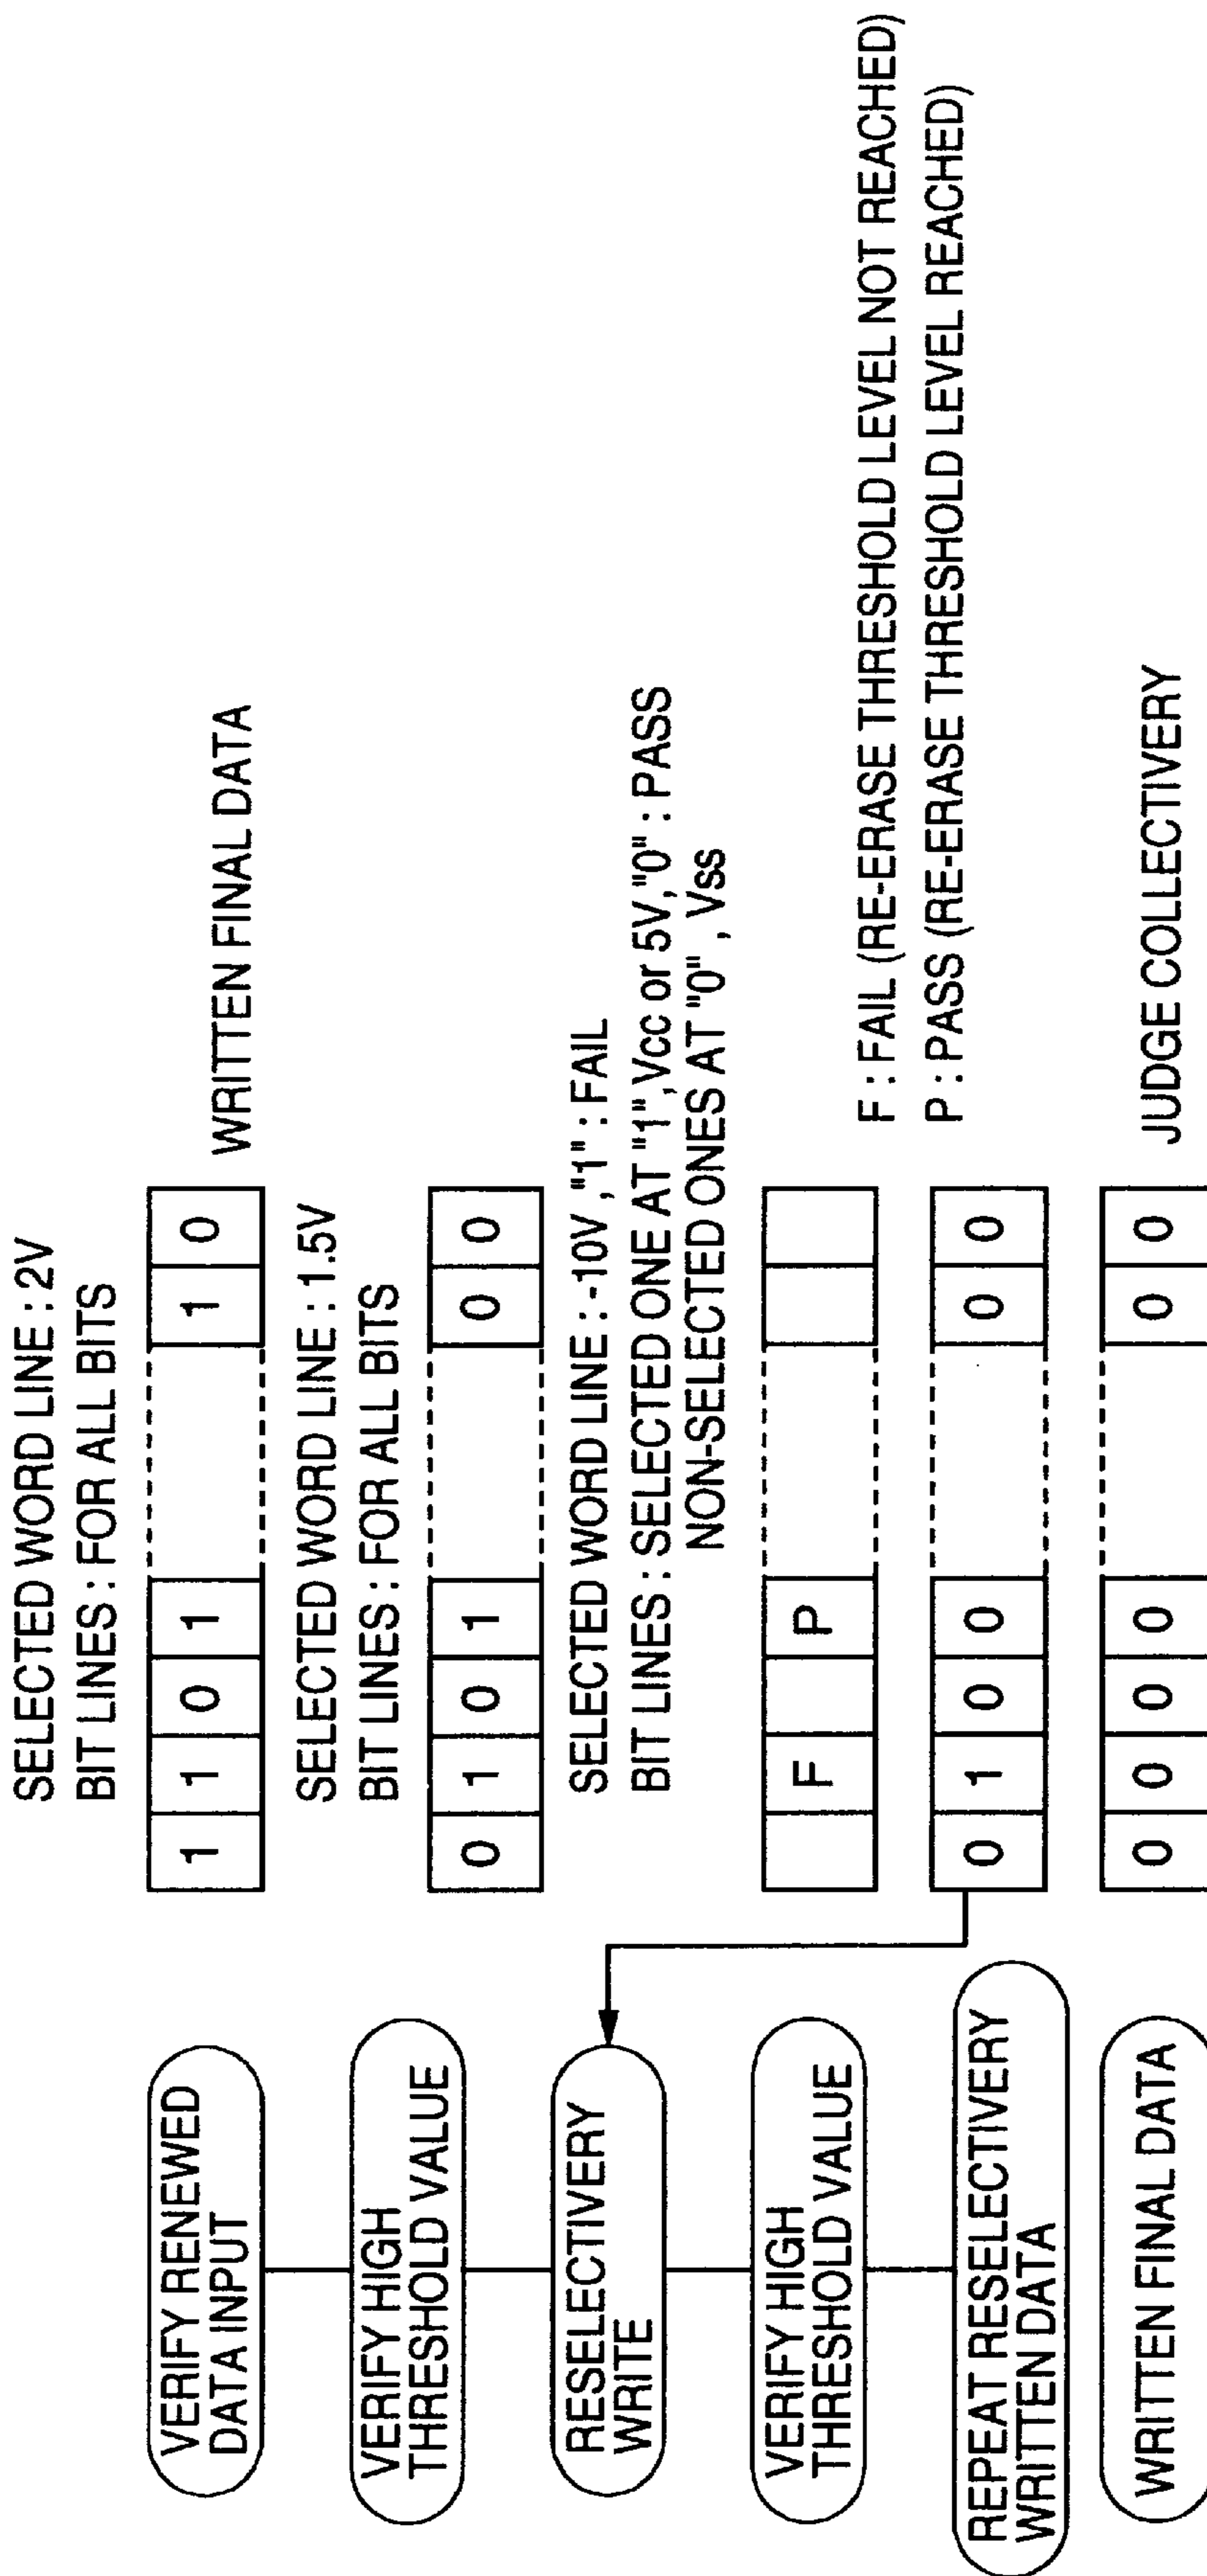 SELECTED WORD LINE : 2V
BIT LINES : FOR ALL BITS
VERIFY RENEWED
DATA INPUT
1 1 0 1 1 0
WRITTEN FINAL DATA
SELECTED WORD LINE : 1.5V
BIT LINES : FOR ALL BITS
VERIFY HIGH
THRESHOLD VALUE
0 1 0 1 0 0
SELECTED WORD LINE : -10V ,"1" : FAIL
BIT LINES : SELECTED ONE AT "1",Vcc or 5V,"0" : PASS
NON-SELECTED ONES AT "0" , Vss
RESELECTIVERY
WRITE
VERIFY HIGH
THRESHOLD VALUE
F P
F : FAIL (RE-ERASE THRESHOLD LEVEL NOT REACHED)
P : PASS (RE-ERASE THRESHOLD LEVEL REACHED)
REPEAT RESELECTIVERY
WRITTEN DATA
0 1 0 0 0 0
WRITTEN FINAL DATA
0 0 0 0 0 0
JUDGE COLLECTIVERY